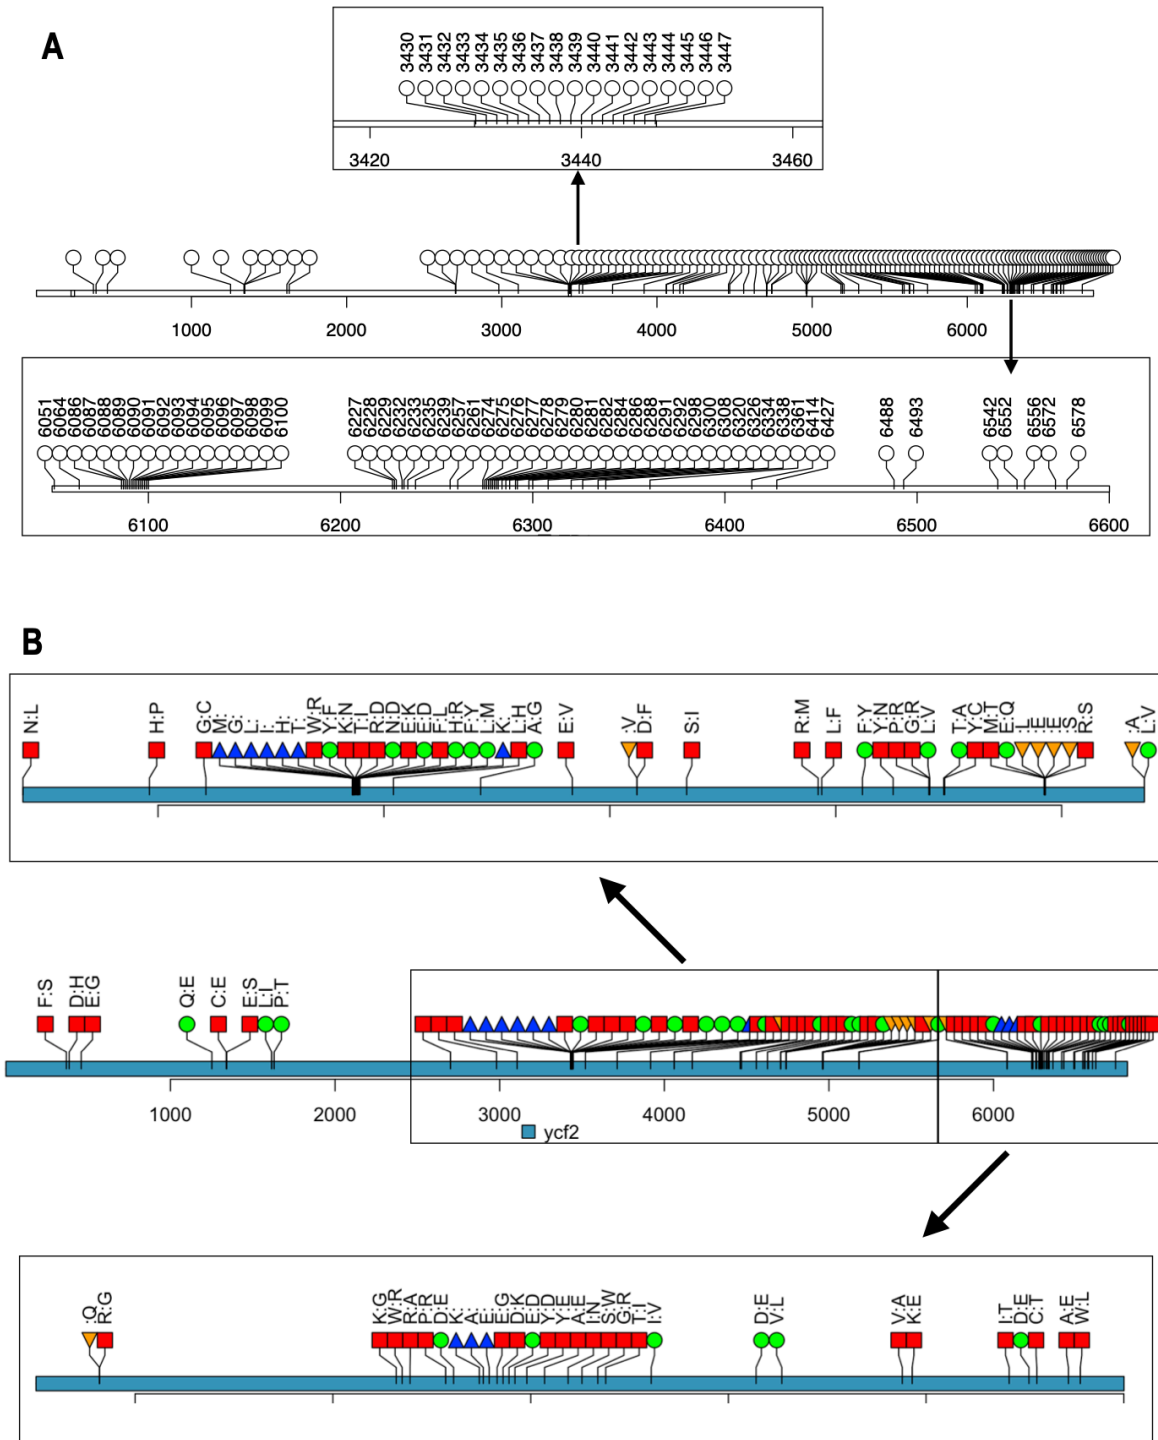 A
3430 3431 3432 3433 3434 3435 3436 3437 3438 3439 3440 3441 3442 3443 3444 3445 3446 3447
3420 3440 3460
1000 2000 3000 4000 5000 6000
6051 6064 6086 6087 6088 6089 6090 6091 6092 6093 6094 6095 6096 6097 6098 6099 6100 6227 6228 6229 6232 6233 6235 6239 6257 6261 6274 6275 6276 6277 6278 6279 6280 6281 6282 6284 6286 6288 6291 6292 6298 6300 6308 6320 6326 6334 6338 6361 6414 6427 6488 6493 6542 6552 6556 6572 6578
6100 6200 6300 6400 6500 6600
B
N:L H:P G:C M: G: L: I: H: T: W:R Y:F K:N T:I R:D N:D E:K E:D F:L H:R F:Y L:M K: L:H A:G E:V :V D:F S:I R:M L:F F:Y Y:N P:R G:R L:V T:A Y:C M:T E:Q :L :E :E :S R:S :A L:V
F:S D:H E:G Q:E C:E E:S L:I P:T
1000 2000 3000 4000 5000 6000
ycf2
:Q R:G K:G W:R R:A P:R D:E K: A: E: E:G D:K E:D Y:D Y:E A:E I:N S:W G:R T:I I:V D:E V:L V:A K:E I:T D:E C:T A:E W:L